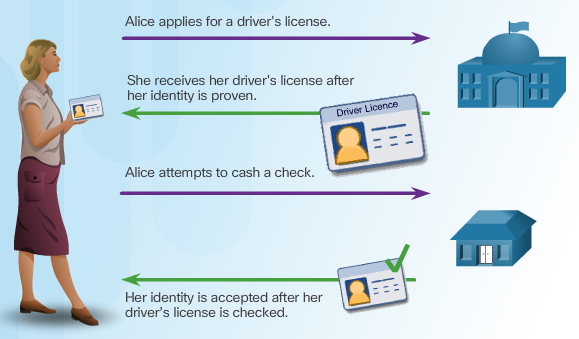 Alice applies for a driver's license.
She receives her driver's license after
her identity is proven.
Driver Licence
Alice attempts to cash a check.
Her identity is accepted after her
driver's license is checked.